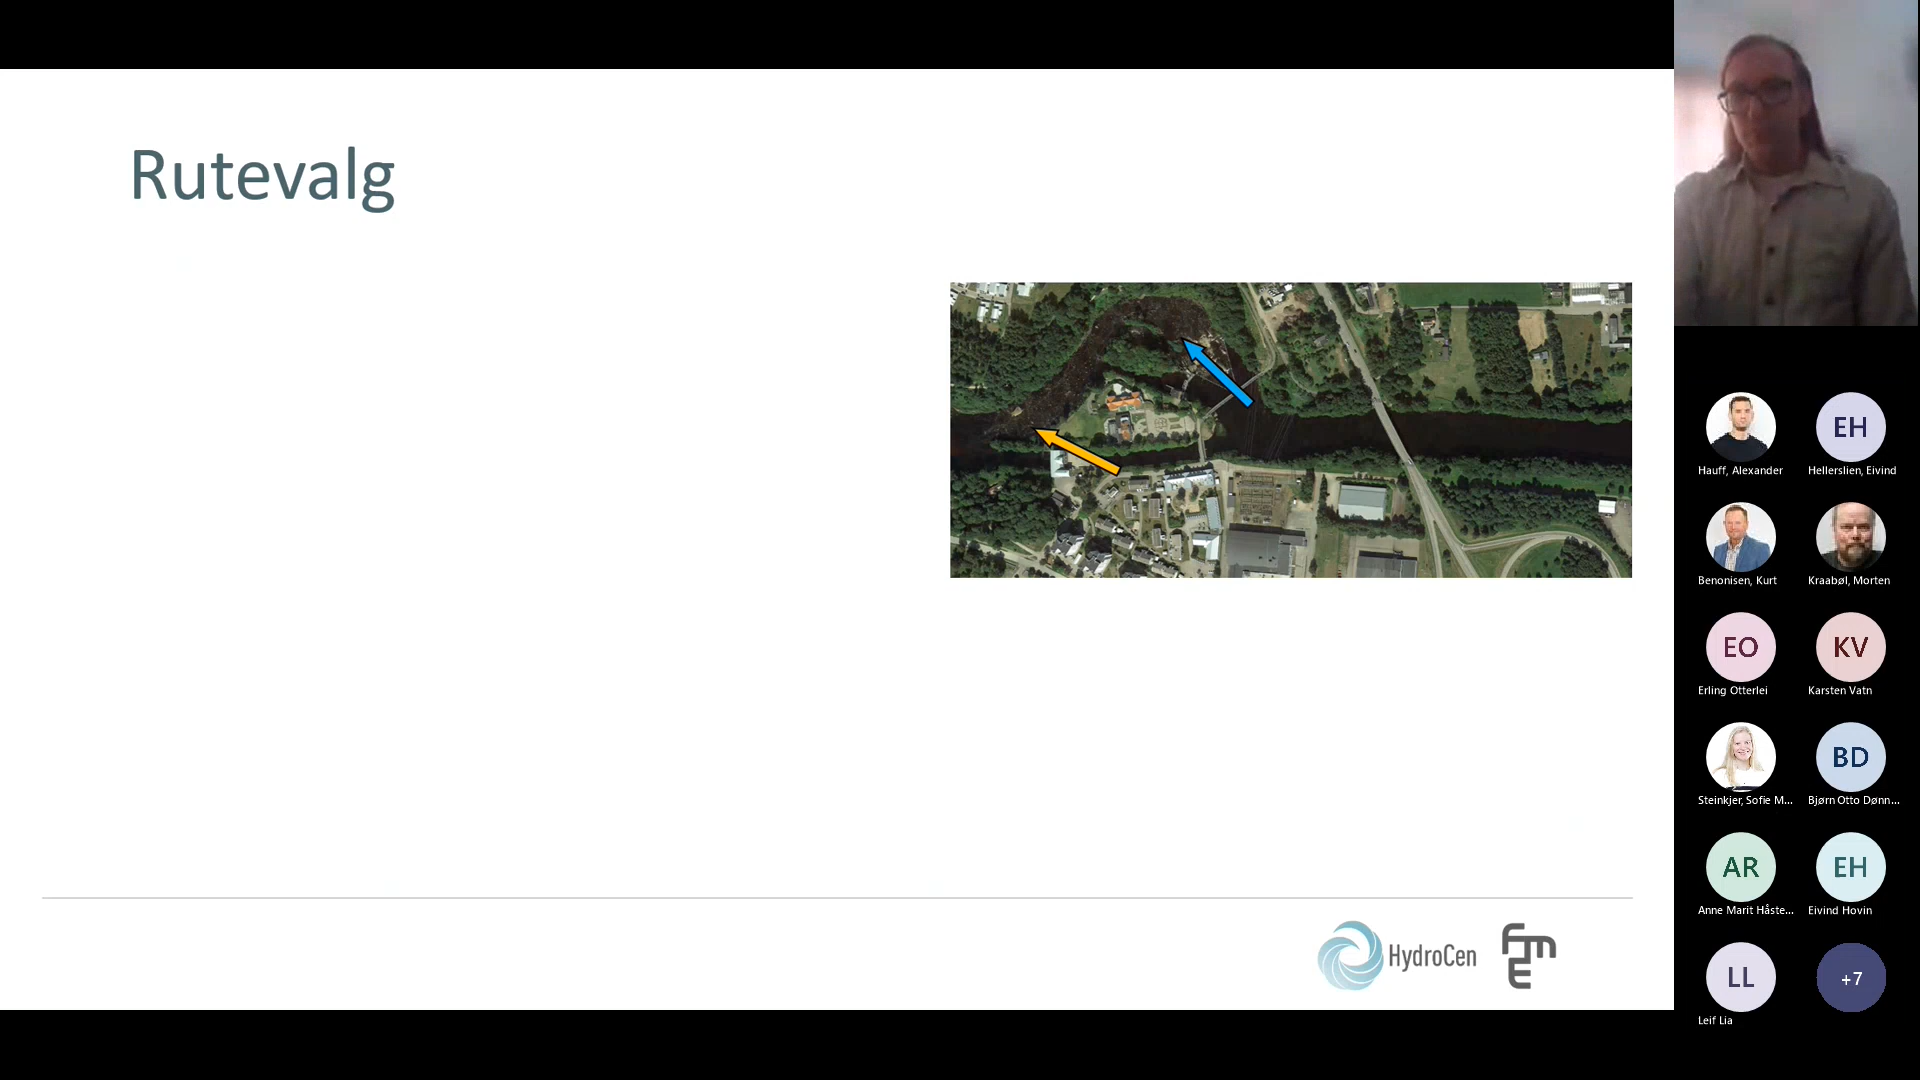 Rutevalg
HydroCen
FME
Hauff, Alexander
EH
Hellerslien, Eivind
Benonisen, Kurt
Kraabøl, Morten
EO
Erling Otterlei
KV
Karsten Vatn
Steinkjer, Sofie M...
BD
Bjørn Otto Dønn...
AR
Anne Marit Håste...
EH
Eivind Hovin
LL
Leif Lia
+7